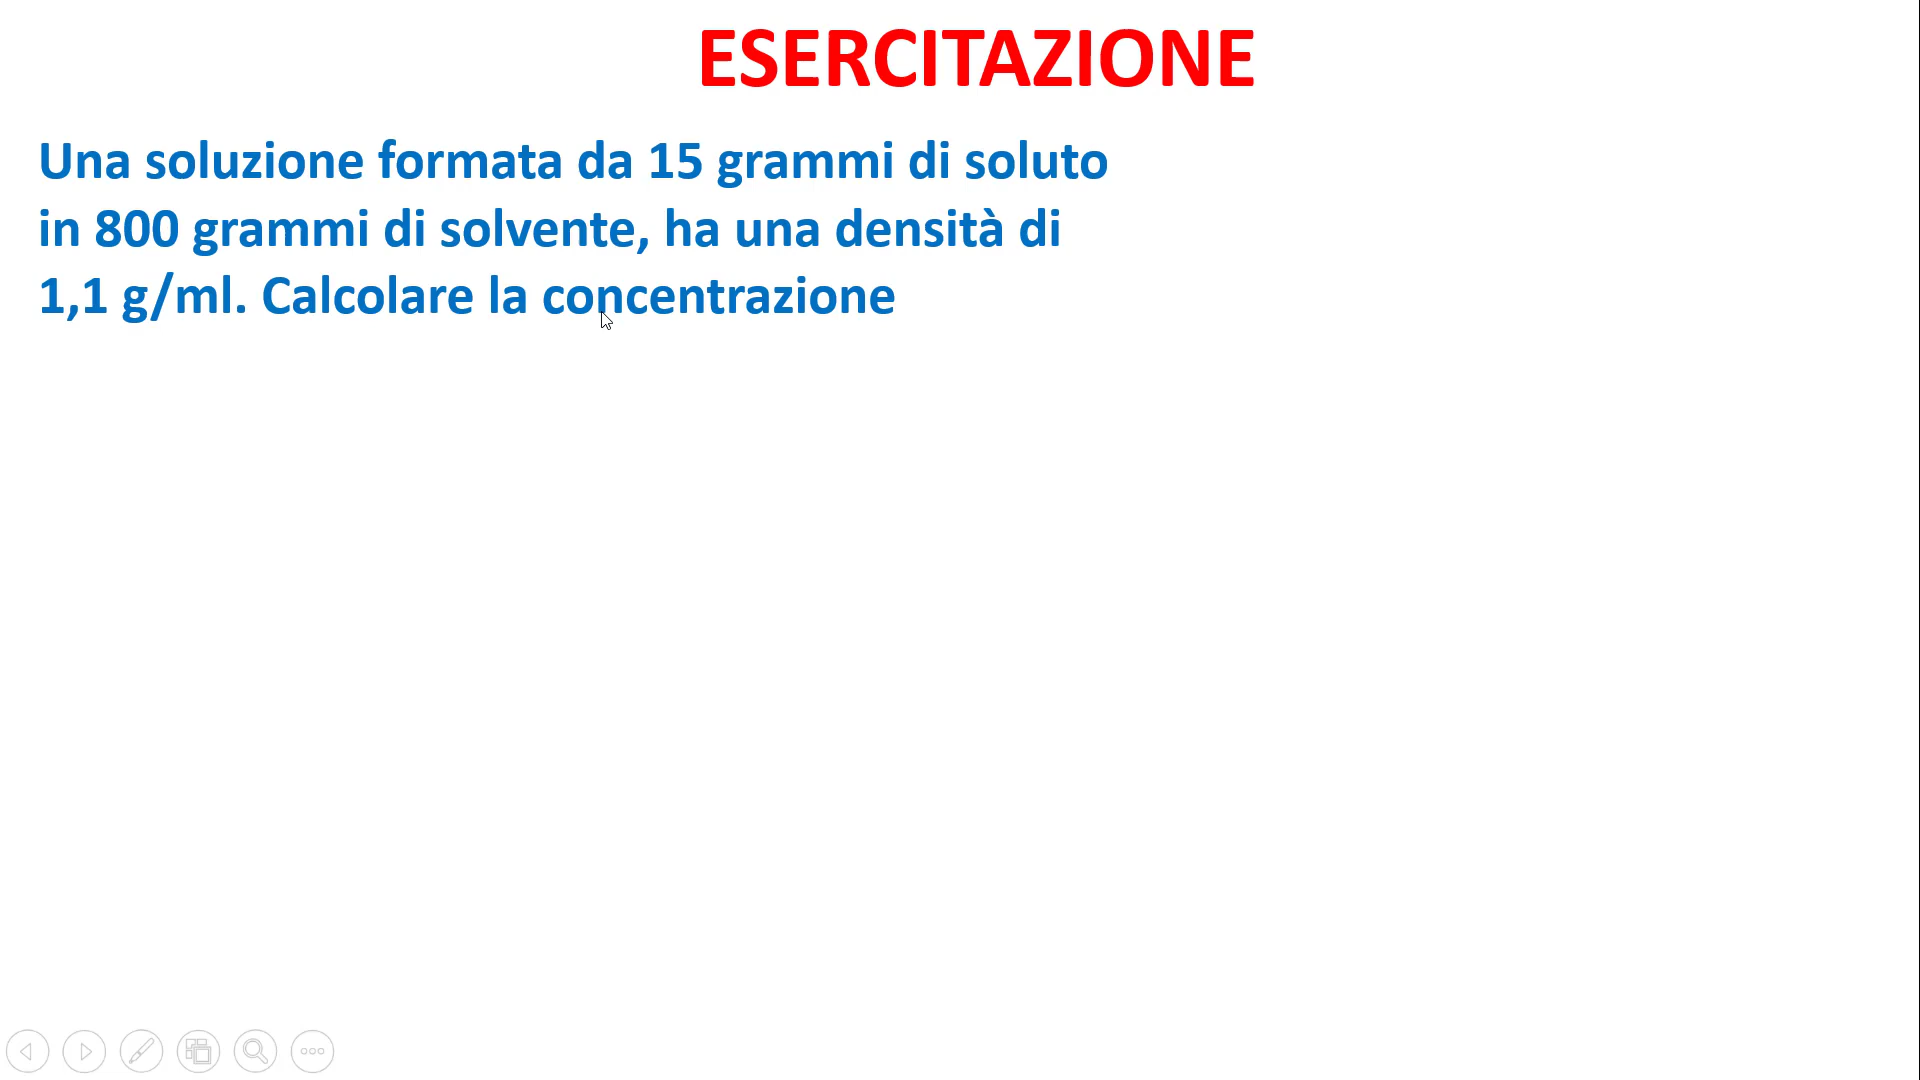 ESERCITAZIONE
Una soluzione formata da 15 grammi di soluto
in 800 grammi di solvente, ha una densità di
1,1 g/ml. Calcolare la concentrazione